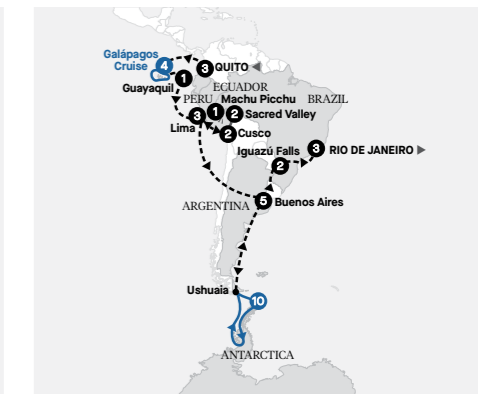 Galápagos
Cruise
4
3 QUITO
1
Guayaquil
ECUADOR
PERU
Machu Picchu
BRAZIL
3
1
2 Sacred Valley
Lima
2 Cusco
Iguazú Falls
3 RIO DE JANEIRO
2
ARGENTINA
5 Buenos Aires
Ushuaia
10
ANTARCTICA